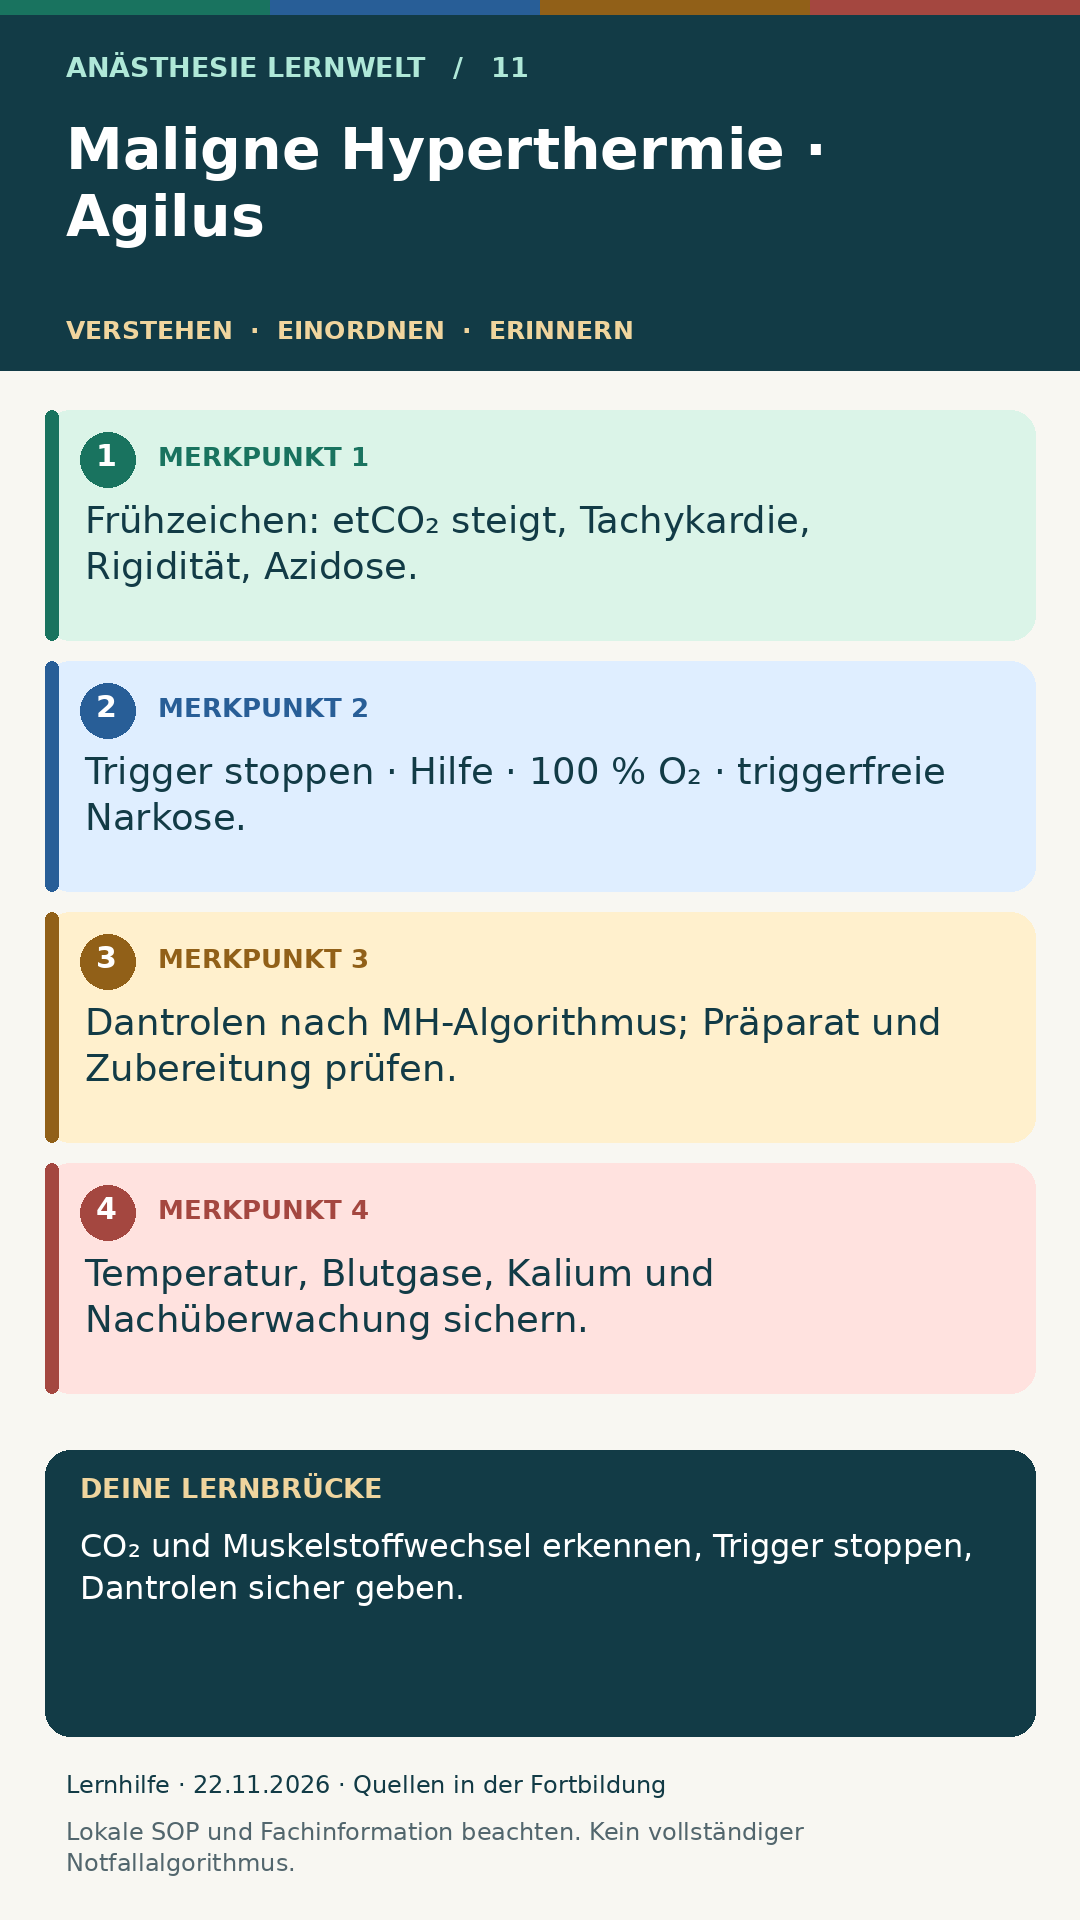 ANÄSTHESIE LERNWELT / 11
Maligne Hyperthermie ·
Agilus
VERSTEHEN · EINORDNEN · ERINNERN
1 MERKPUNKT 1
Frühzeichen: etCO₂ steigt, Tachykardie,
Rigidität, Azidose.
2 MERKPUNKT 2
Trigger stoppen · Hilfe · 100 % O₂ · triggerfreie
Narkose.
3 MERKPUNKT 3
Dantrolen nach MH-Algorithmus; Präparat und
Zubereitung prüfen.
4 MERKPUNKT 4
Temperatur, Blutgase, Kalium und
Nachüberwachung sichern.
DEINE LERNBRÜCKE
CO₂ und Muskelstoffwechsel erkennen, Trigger stoppen,
Dantrolen sicher geben.
Lernhilfe · 22.11.2026 · Quellen in der Fortbildung
Lokale SOP und Fachinformation beachten. Kein vollständiger
Notfallalgorithmus.